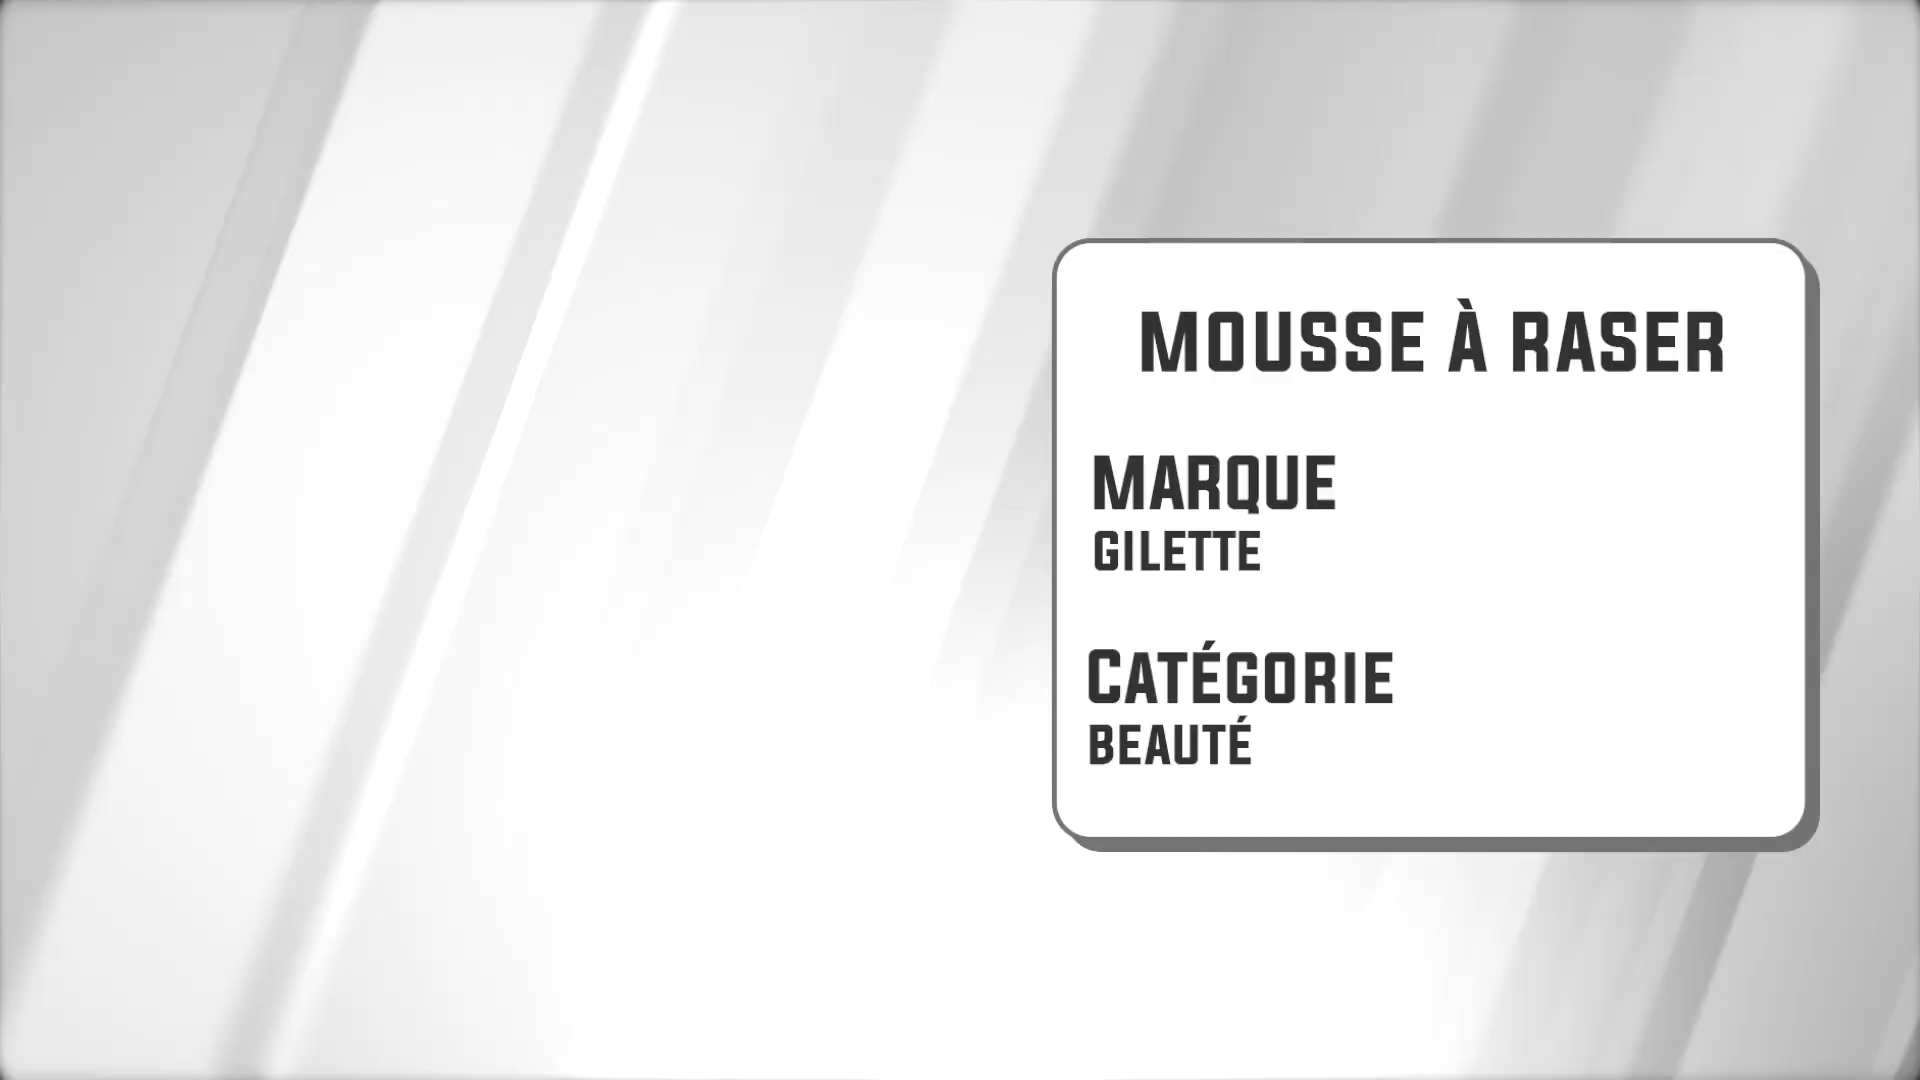 MOUSSE À RASER
MARQUE
GILETTE
CATÉGORIE
BEAUTÉ